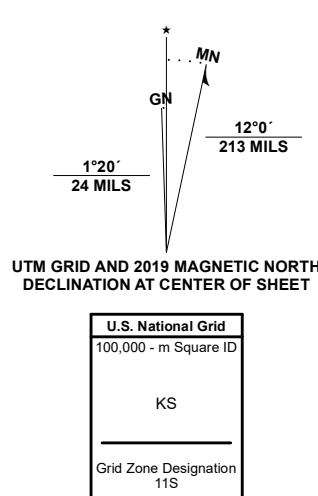 ★
MN
GN
12°0´
213 MILS
1°20´
24 MILS
UTM GRID AND 2019 MAGNETIC NORTH
DECLINATION AT CENTER OF SHEET
U.S. National Grid
100,000 - m Square ID
KS
Grid Zone Designation
11S